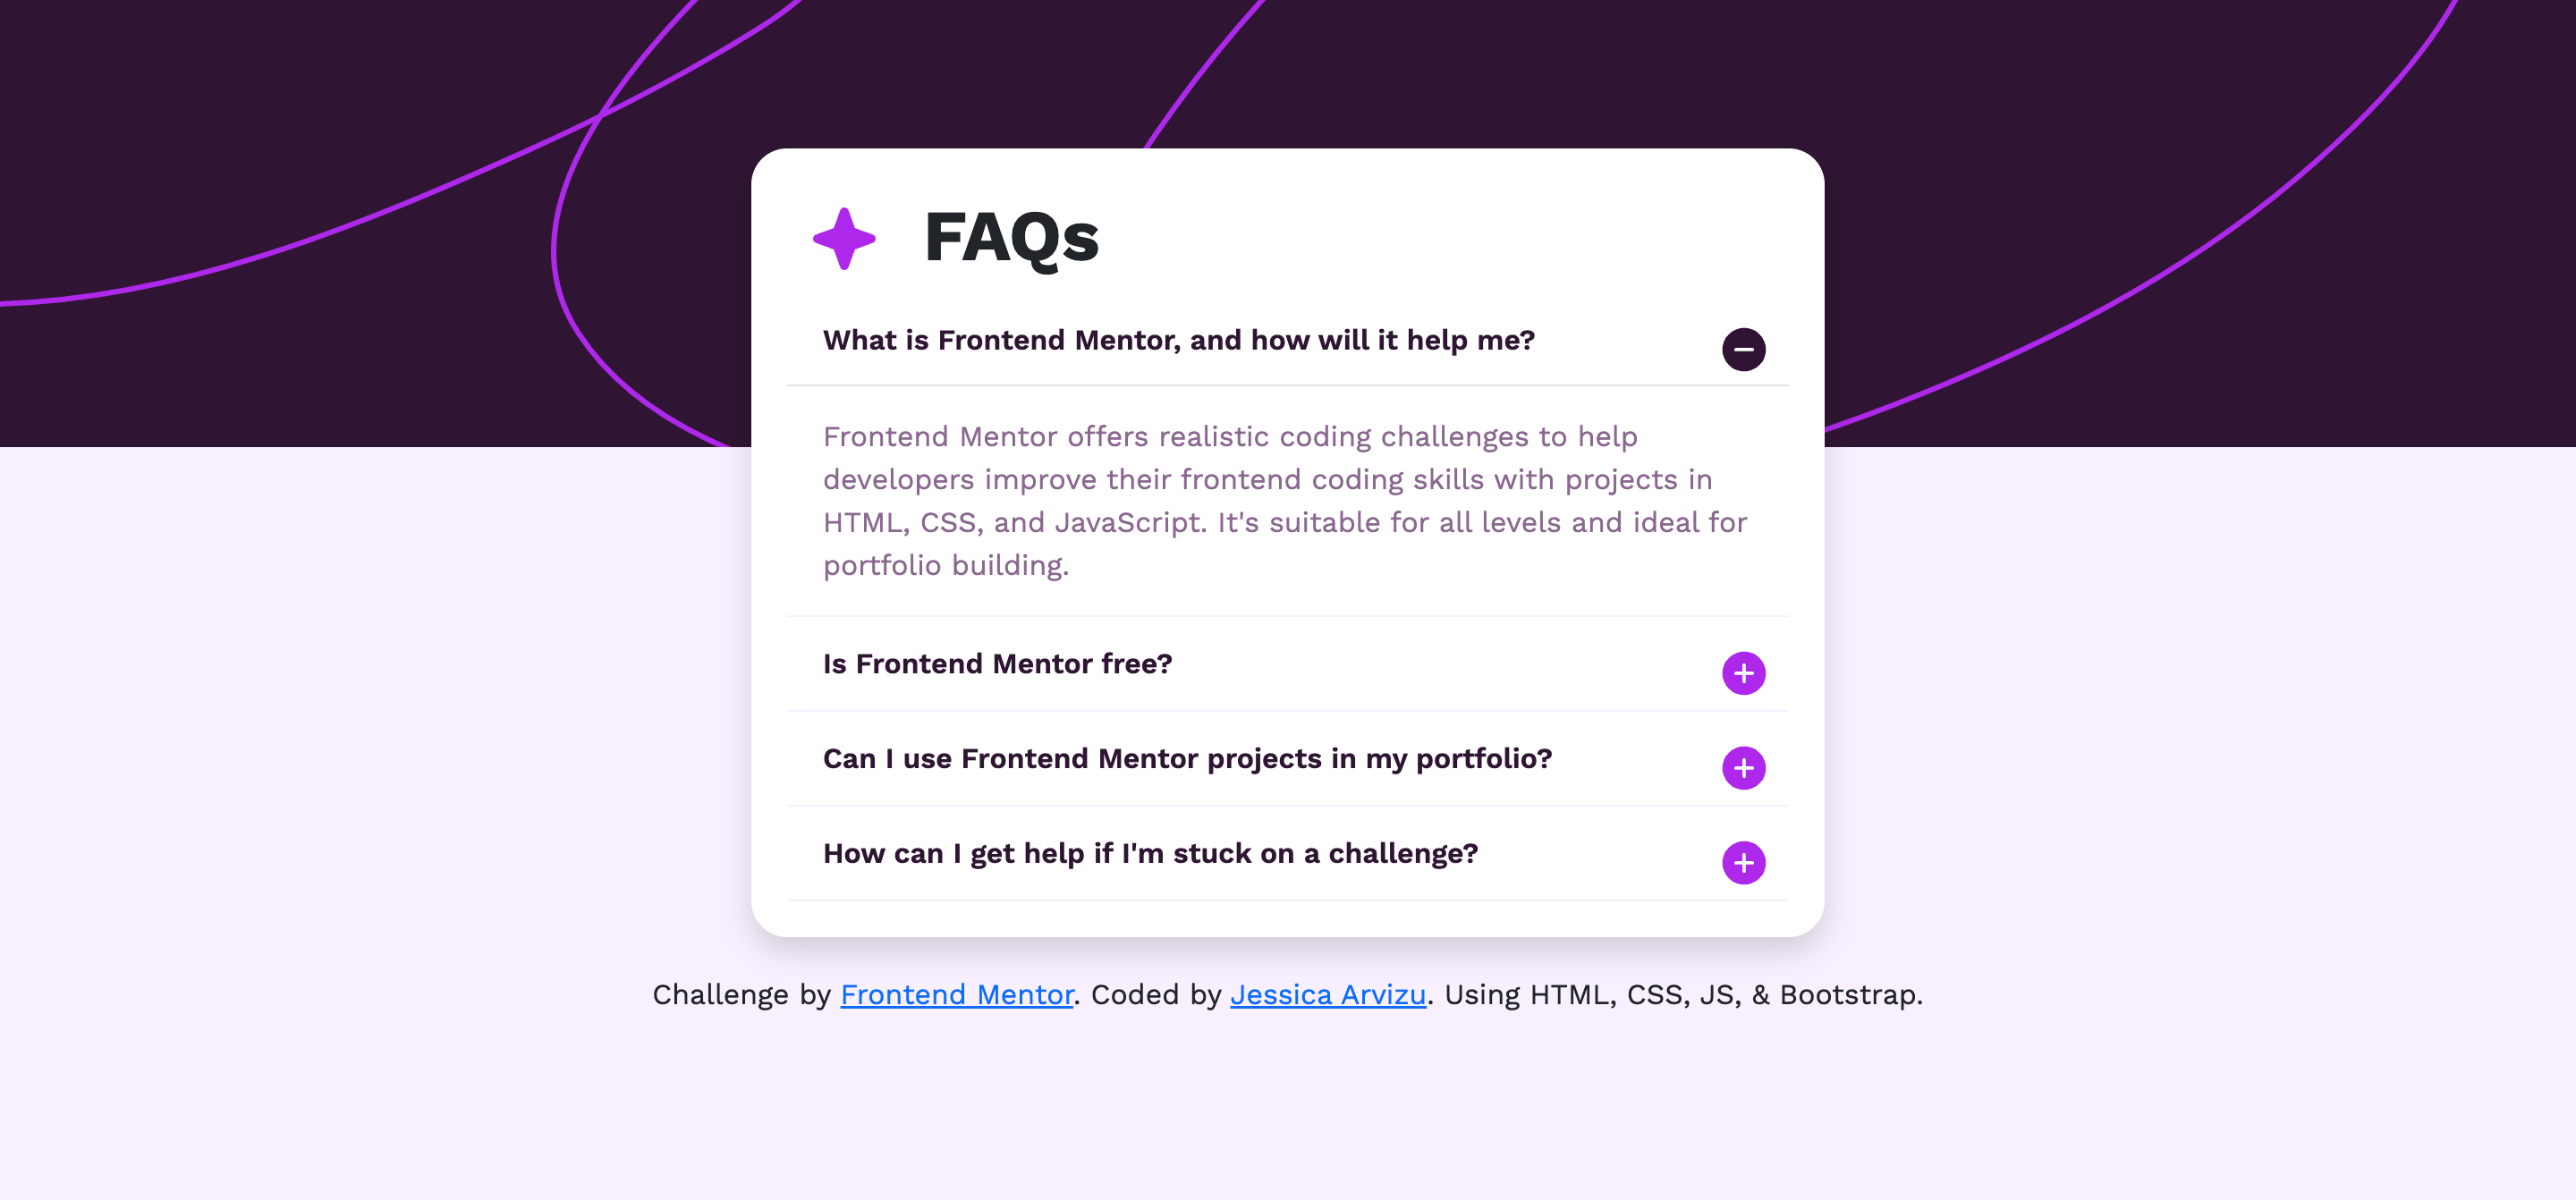 FAQs
What is Frontend Mentor, and how will it help me?
Frontend Mentor offers realistic coding challenges to help
developers improve their frontend coding skills with projects in
HTML, CSS, and JavaScript. It's suitable for all levels and ideal for
portfolio building.
Is Frontend Mentor free?
Can I use Frontend Mentor projects in my portfolio?
How can I get help if I'm stuck on a challenge?
Challenge by Frontend Mentor. Coded by Jessica Arvizu. Using HTML, CSS, JS, & Bootstrap.